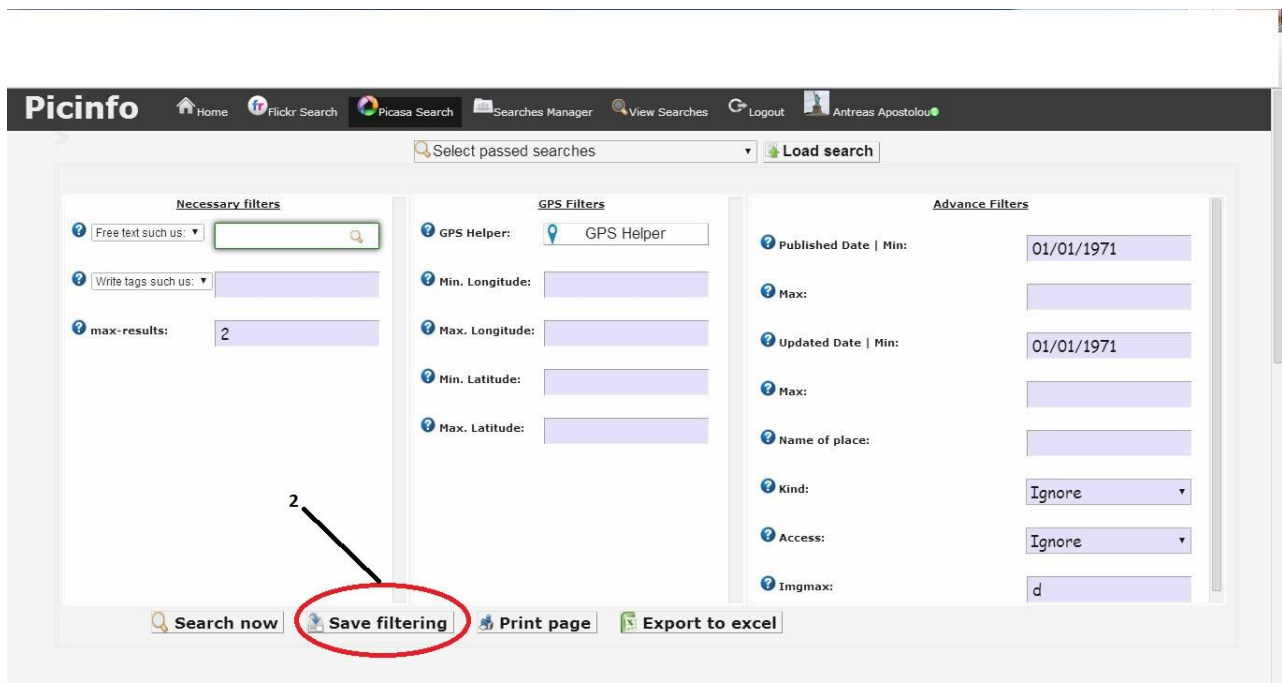 Picinfo Home Flickr Search Picasa Search Searches Manager View Searches Logout Antreas Apostolou
Select passed searches Load search
Necessary filters
Free text such us:
Write tags such us:
max-results: 2
GPS Filters
GPS Helper: GPS Helper
Min. Longitude:
Max. Longitude:
Min. Latitude:
Max. Latitude:
Advance Filters
Published Date | Min: 01/01/1971
Max:
Updated Date | Min: 01/01/1971
Max:
Name of place:
Kind: Ignore
Access: Ignore
Imgmax: d
2
Search now Save filtering Print page Export to excel